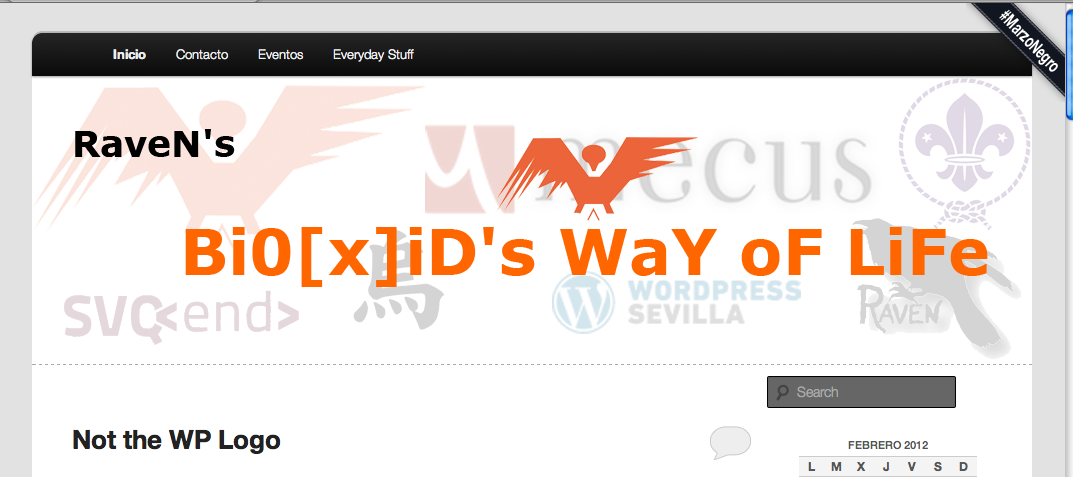 #MarzoNegro
Inicio Contacto Eventos Everyday Stuff
RaveN's
mecus
Bi0[x]iD's WaY oF LiFe
鳥
SVQ<end>
WORDPRESS
SEVILLA
RAVEN
Search
Not the WP Logo
FEBRERO 2012
L M X J V S D